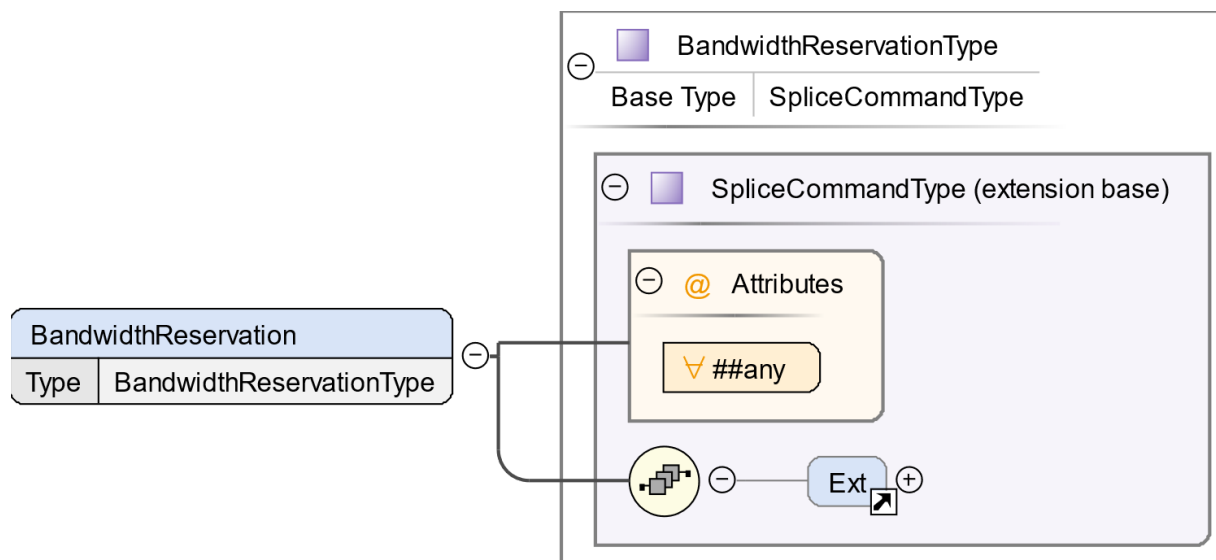 BandwidthReservationType
Base Type SpliceCommandType
SpliceCommandType (extension base)
@ Attributes
∀ ##any
BandwidthReservation
Type BandwidthReservationType
Ext